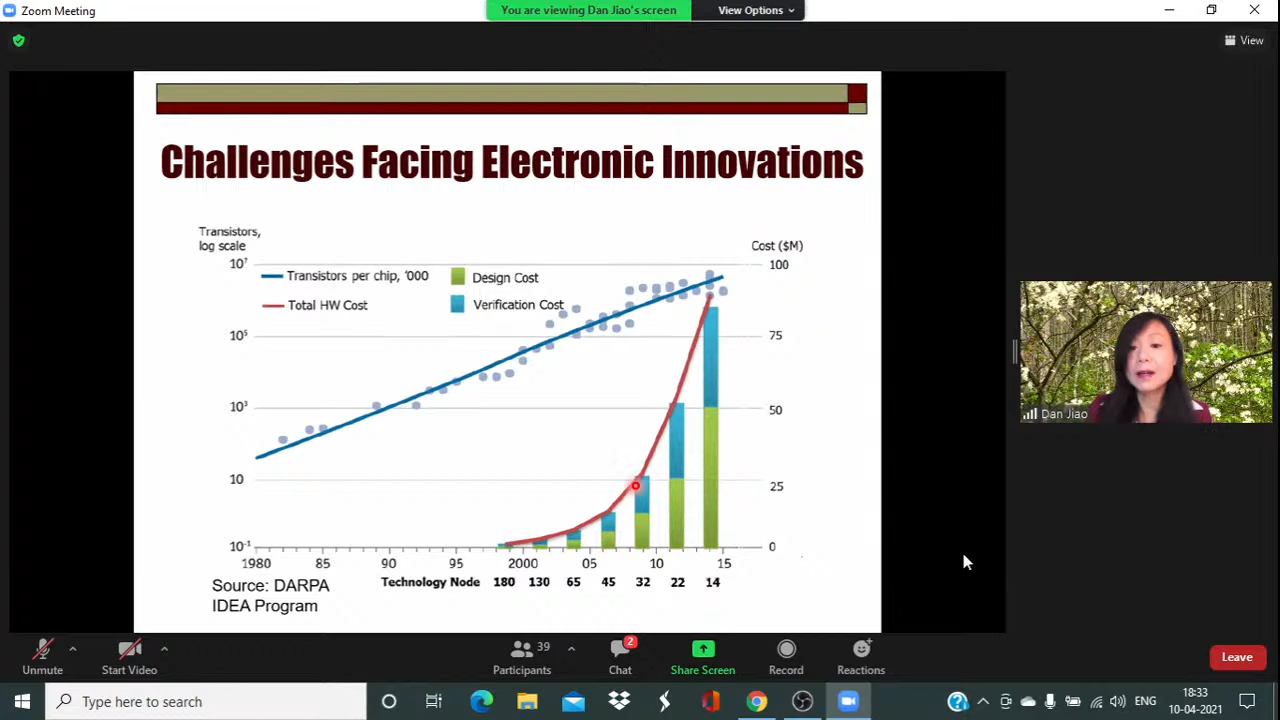 Zoom Meeting
You are viewing Dan Jiao's screen
View Options
View
Challenges Facing Electronic Innovations
Transistors,
log scale
Cost ($M)
10⁷
100
Transistors per chip, '000
Design Cost
Total HW Cost
Verification Cost
10⁵
75
10³
50
10
25
10⁻¹
0
1980 85 90 95 2000 05 10 15
Technology Node 180 130 65 45 32 22 14
Source: DARPA
IDEA Program
Dan Jiao
Unmute
Start Video
Participants
39
Chat
2
Share Screen
Record
Reactions
Leave
Type here to search
ENG
18:33
10-04-2021